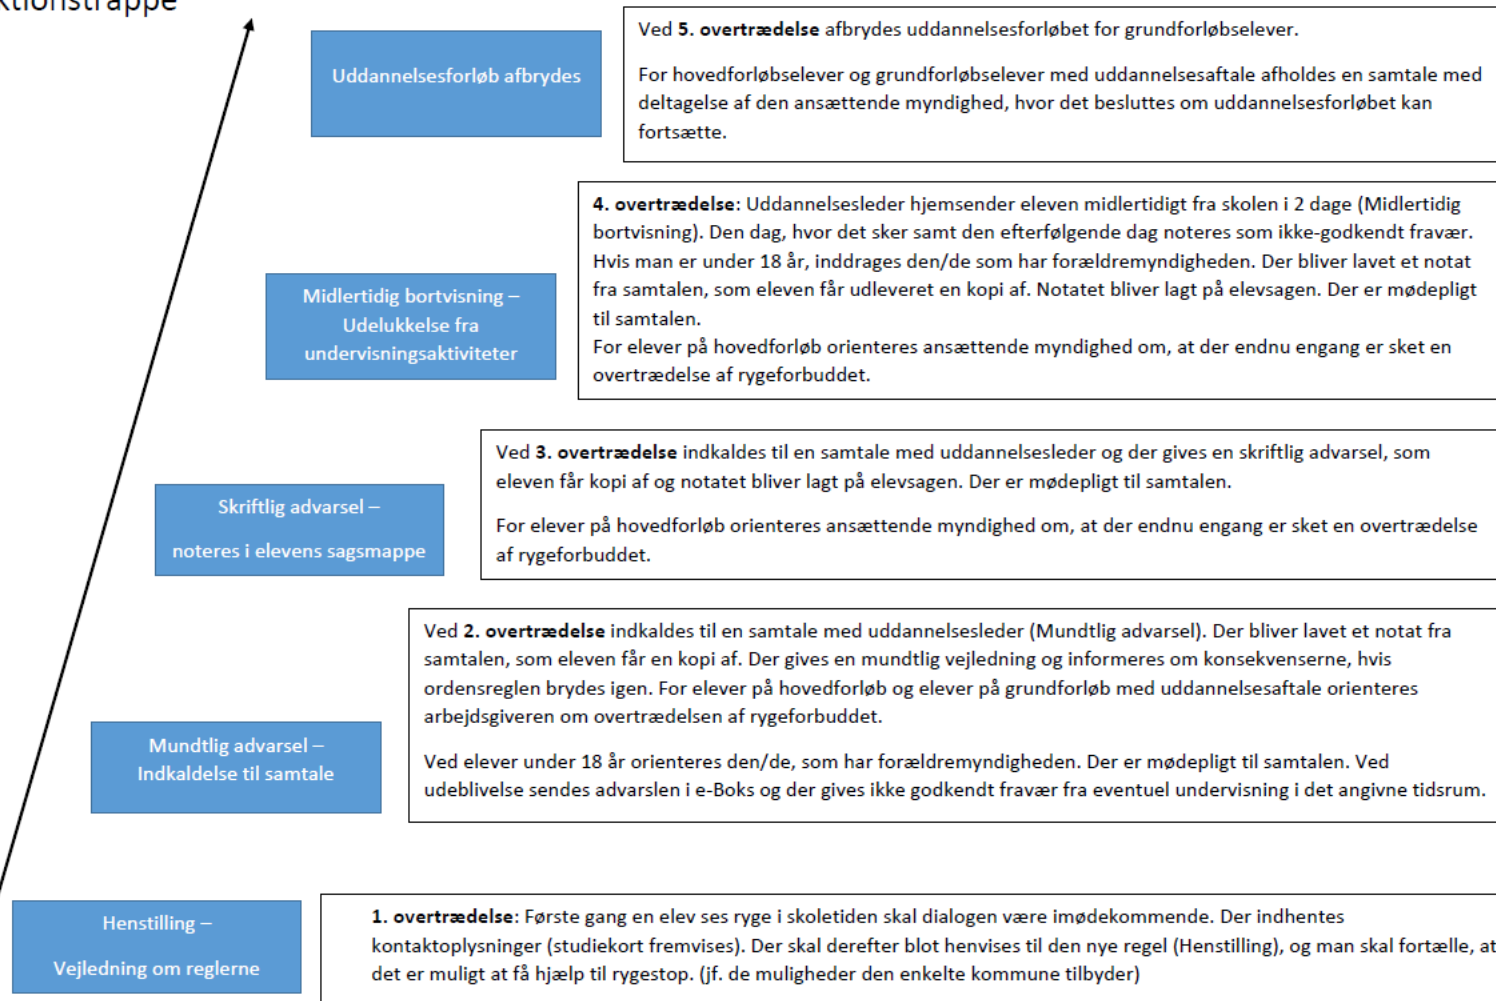 ktionstrappe
Uddannelsesforløb afbrydes
Ved 5. overtrædelse afbrydes uddannelsesforløbet for grundforløbselever.
For hovedforløbselever og grundforløbselever med uddannelsesaftale afholdes en samtale med
deltagelse af den ansættende myndighed, hvor det besluttes om uddannelsesforløbet kan
fortsætte.
Midlertidig bortvisning –
Udelukkelse fra
undervisningsaktiviteter
4. overtrædelse: Uddannelsesleder hjemsender eleven midlertidigt fra skolen i 2 dage (Midlertidig
bortvisning). Den dag, hvor det sker samt den efterfølgende dag noteres som ikke-godkendt fravær.
Hvis man er under 18 år, inddrages den/de som har forældremyndigheden. Der bliver lavet et notat
fra samtalen, som eleven får udleveret en kopi af. Notatet bliver lagt på elevsagen. Der er mødepligt
til samtalen.
For elever på hovedforløb orienteres ansættende myndighed om, at der endnu engang er sket en
overtrædelse af rygeforbuddet.
Skriftlig advarsel –
noteres i elevens sagsmappe
Ved 3. overtrædelse indkaldes til en samtale med uddannelsesleder og der gives en skriftlig advarsel, som
eleven får kopi af og notatet bliver lagt på elevsagen. Der er mødepligt til samtalen.
For elever på hovedforløb orienteres ansættende myndighed om, at der endnu engang er sket en overtrædelse
af rygeforbuddet.
Mundtlig advarsel –
Indkaldelse til samtale
Ved 2. overtrædelse indkaldes til en samtale med uddannelsesleder (Mundtlig advarsel). Der bliver lavet et notat fra
samtalen, som eleven får en kopi af. Der gives en mundtlig vejledning og informeres om konsekvenserne, hvis
ordensreglen brydes igen. For elever på hovedforløb og elever på grundforløb med uddannelsesaftale orienteres
arbejdsgiveren om overtrædelsen af rygeforbuddet.
Ved elever under 18 år orienteres den/de, som har forældremyndigheden. Der er mødepligt til samtalen. Ved
udeblivelse sendes advarslen i e-Boks og der gives ikke godkendt fravær fra eventuel undervisning i det angivne tidsrum.
Henstilling –
Vejledning om reglerne
1. overtrædelse: Første gang en elev ses ryge i skoletiden skal dialogen være imødekommende. Der indhentes
kontaktoplysninger (studiekort fremvises). Der skal derefter blot henvises til den nye regel (Henstilling), og man skal fortælle, at
det er muligt at få hjælp til rygestop. (jf. de muligheder den enkelte kommune tilbyder)